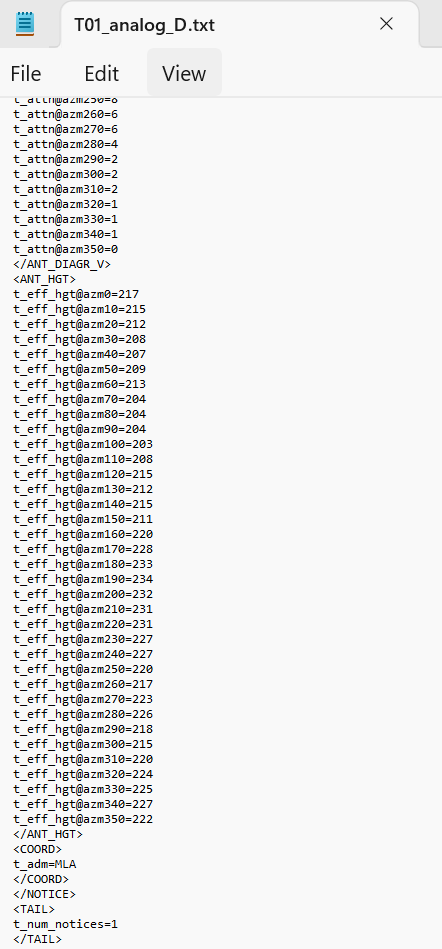 T01_analog_D.txt
File Edit View
t_attn@azm250=8
t_attn@azm260=6
t_attn@azm270=6
t_attn@azm280=4
t_attn@azm290=2
t_attn@azm300=2
t_attn@azm310=2
t_attn@azm320=1
t_attn@azm330=1
t_attn@azm340=1
t_attn@azm350=0
</ANT_DIAGR_V>
<ANT_HGT>
t_eff_hgt@azm0=217
t_eff_hgt@azm10=215
t_eff_hgt@azm20=212
t_eff_hgt@azm30=208
t_eff_hgt@azm40=207
t_eff_hgt@azm50=209
t_eff_hgt@azm60=213
t_eff_hgt@azm70=204
t_eff_hgt@azm80=204
t_eff_hgt@azm90=204
t_eff_hgt@azm100=203
t_eff_hgt@azm110=208
t_eff_hgt@azm120=215
t_eff_hgt@azm130=212
t_eff_hgt@azm140=215
t_eff_hgt@azm150=211
t_eff_hgt@azm160=220
t_eff_hgt@azm170=228
t_eff_hgt@azm180=233
t_eff_hgt@azm190=234
t_eff_hgt@azm200=232
t_eff_hgt@azm210=231
t_eff_hgt@azm220=231
t_eff_hgt@azm230=227
t_eff_hgt@azm240=227
t_eff_hgt@azm250=220
t_eff_hgt@azm260=217
t_eff_hgt@azm270=223
t_eff_hgt@azm280=226
t_eff_hgt@azm290=218
t_eff_hgt@azm300=215
t_eff_hgt@azm310=220
t_eff_hgt@azm320=224
t_eff_hgt@azm330=225
t_eff_hgt@azm340=227
t_eff_hgt@azm350=222
</ANT_HGT>
<COORD>
t_adm=MLA
</COORD>
</NOTICE>
<TAIL>
t_num_notices=1
</TAIL>